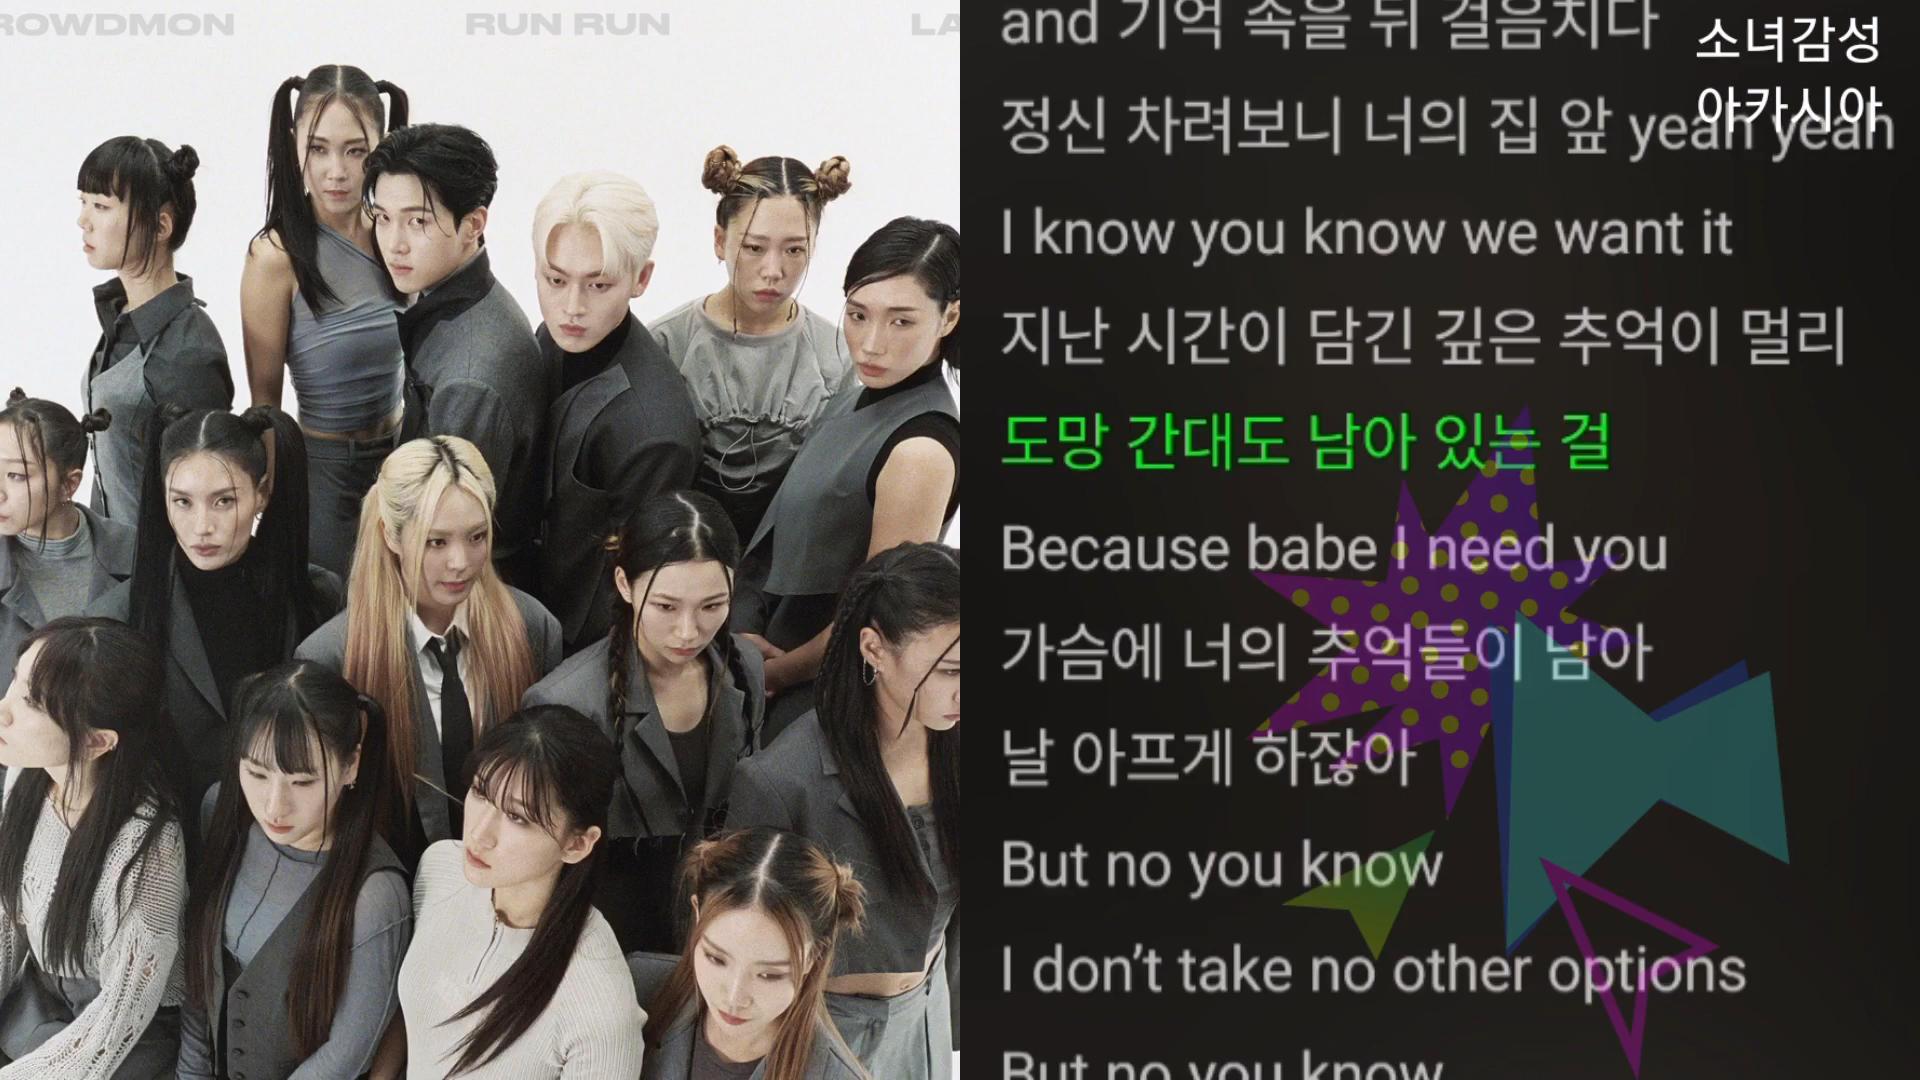 ROWDMON
RUN RUN
LA
소녀감성
아카시아
and 기억 속을 뒤 걸음치다
정신 차려보니 너의 집 앞 yeah yeah
I know you know we want it
지난 시간이 담긴 깊은 추억이 멀리
도망 간대도 남아 있는 걸
Because babe I need you
가슴에 너의 추억들이 남아
날 아프게 하잖아
But no you know
I don’t take no other options
But no you know